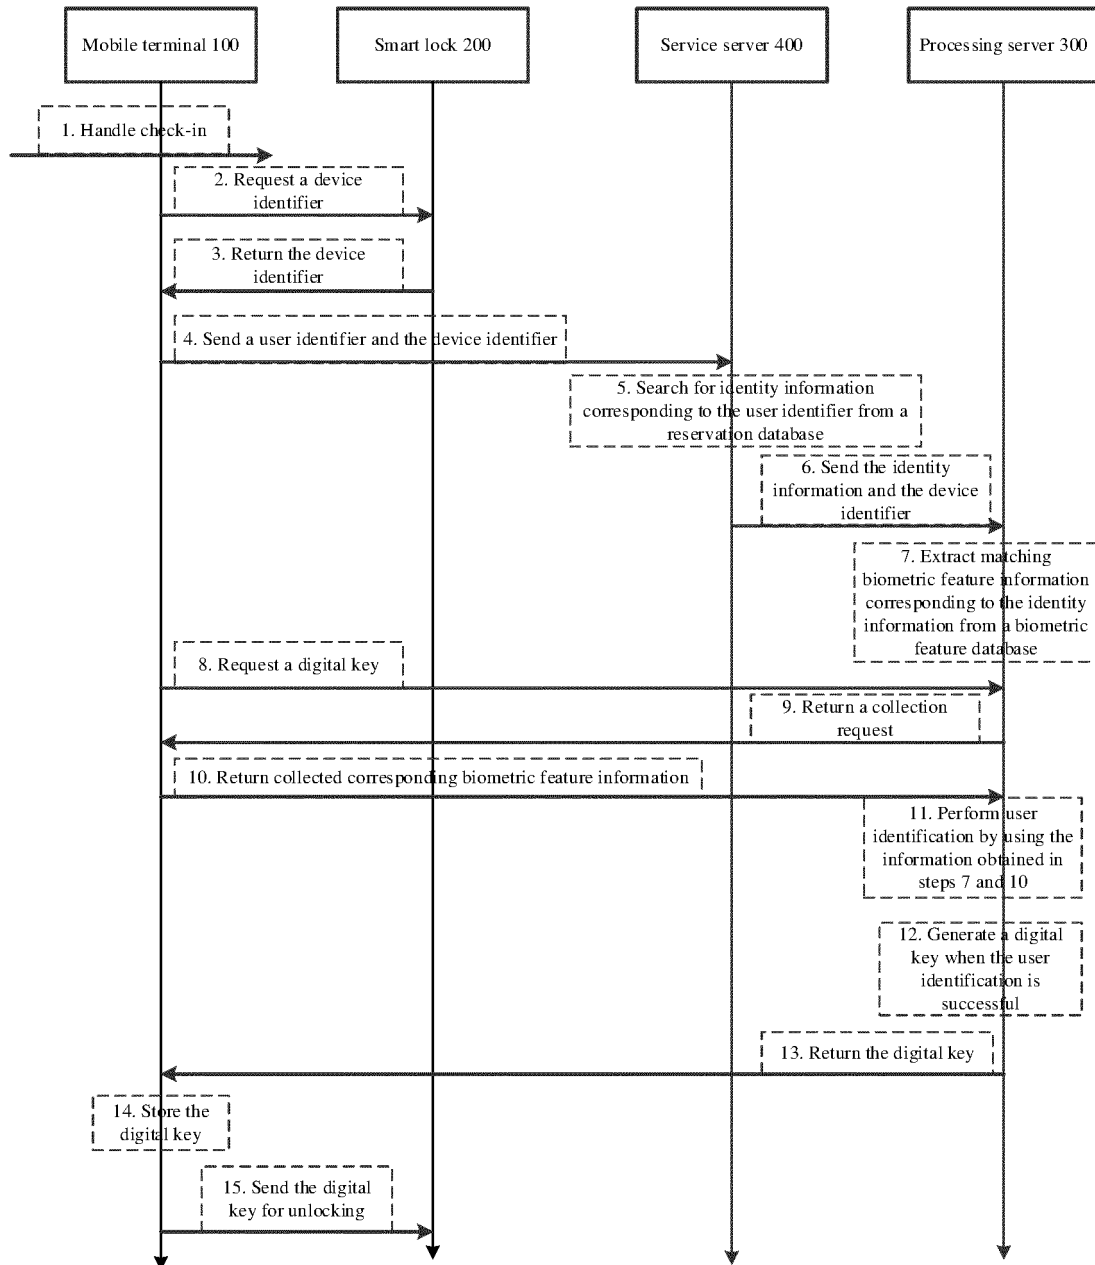 Mobile terminal 100
Smart lock 200
Service server 400
Processing server 300
1. Handle check-in
2. Request a device
identifier
3. Return the device
identifier
4. Send a user identifier and the device identifier
5. Search for identity information
corresponding to the user identifier from a
reservation database
6. Send the identity
information and the device
identifier
7. Extract matching
biometric feature information
corresponding to the identity
information from a biometric
feature database
8. Request a digital key
9. Return a collection
request
10. Return collected corresponding biometric feature information
11. Perform user
identification by using the
information obtained in
steps 7 and 10
12. Generate a digital
key when the user
identification is
successful
13. Return the digital key
14. Store the
digital key
15. Send the digital
key for unlocking